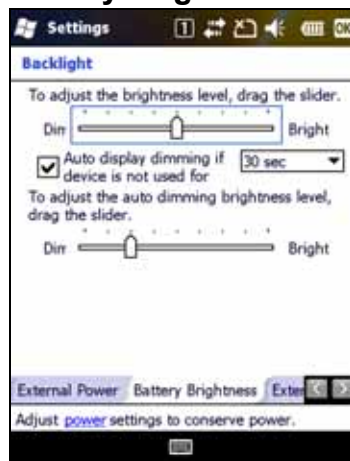 Settings
1
OK
Backlight
To adjust the brightness level, drag the slider.
Dim Bright
Auto display dimming if
device is not used for
30 sec
To adjust the auto dimming brightness level,
drag the slider.
Dim Bright
External Power Battery Brightness Exter
Adjust power settings to conserve power.